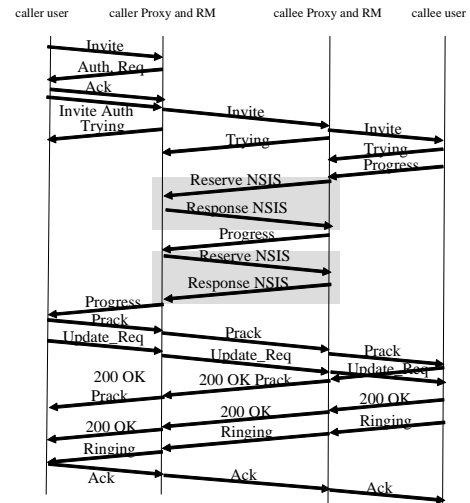 caller user caller Proxy and RM callee Proxy and RM callee user
Invite
Auth. Req
Ack
Invite Auth Invite
Trying Invite
Trying
Trying
Progress
Reserve NSIS
Response NSIS
Progress
Reserve NSIS
Response NSIS
Progress
Prack
Prack
Update_Req
Prack
Update_Req
Update_Req
200 OK 200 OK Prack
Prack 200 OK
200 OK
200 OK
Ringing
Ringing
Ringing
Ack
Ack
Ack